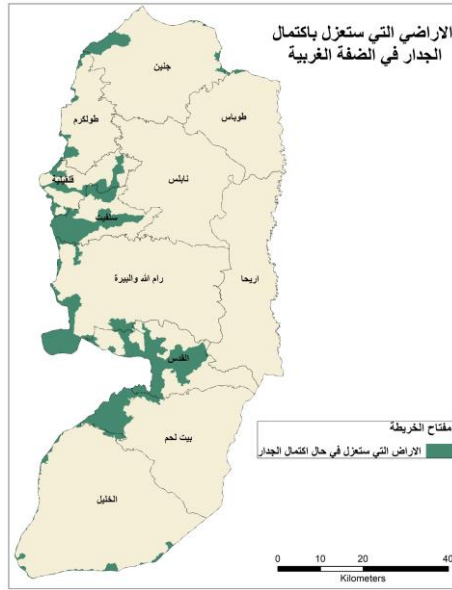 الاراضي التي ستعزل باكتمال
الجدار في الضفة الغربية
جنين
طوباس
طولكرم
قلقيلية
نابلس
سلفيت
اريحا
رام الله والبيرة
القدس
بيت لحم
الخليل
مفتاح الخريطة
الاراض التي ستعزل في حال اكتمال الجدار
0 10 20 40
Kilometers